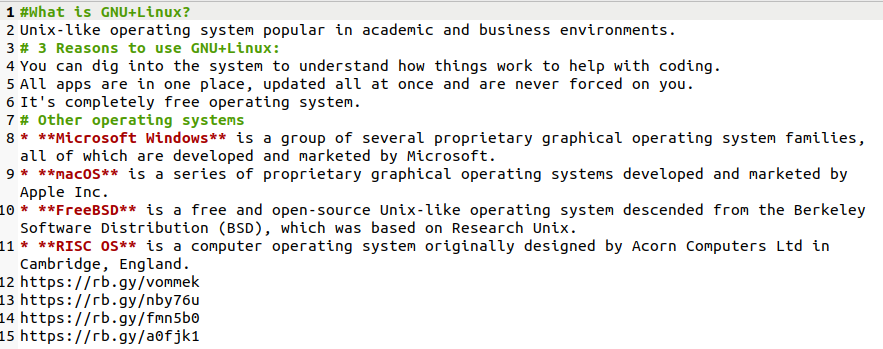 1 #What is GNU+Linux?
2 Unix-like operating system popular in academic and business environments.
3 # 3 Reasons to use GNU+Linux:
4 You can dig into the system to understand how things work to help with coding.
5 All apps are in one place, updated all at once and are never forced on you.
6 It's completely free operating system.
7 # Other operating systems
8 * **Microsoft Windows** is a group of several proprietary graphical operating system families,
all of which are developed and marketed by Microsoft.
9 * **macOS** is a series of proprietary graphical operating systems developed and marketed by
Apple Inc.
10 * **FreeBSD** is a free and open-source Unix-like operating system descended from the Berkeley
Software Distribution (BSD), which was based on Research Unix.
11 * **RISC OS** is a computer operating system originally designed by Acorn Computers Ltd in
Cambridge, England.
12 https://rb.gy/vommek
13 https://rb.gy/nby76u
14 https://rb.gy/fmn5b0
15 https://rb.gy/a0fjk1